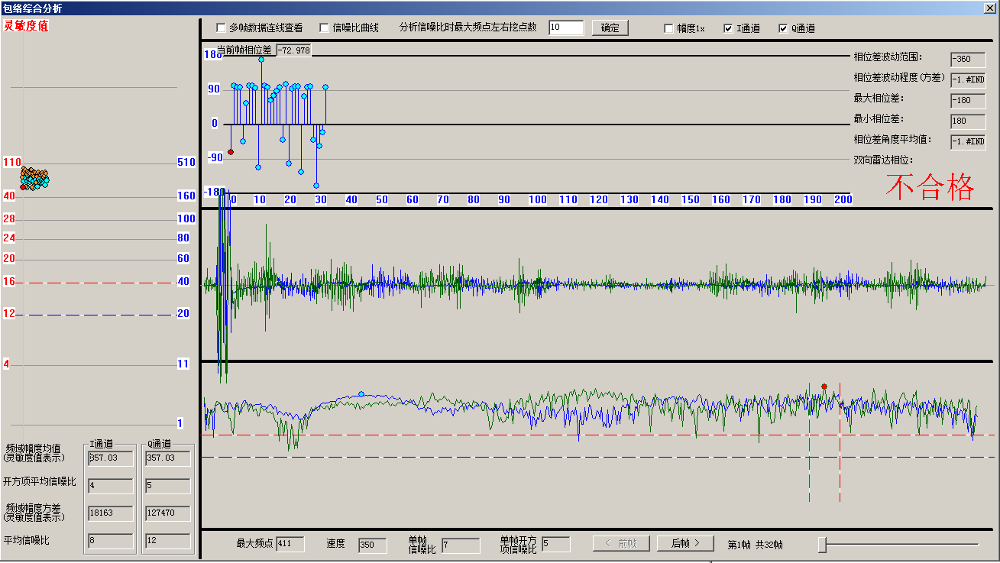 包络综合分析
灵敏度值
多帧数据连线查看 信噪比曲线 分析信噪比时最大频点左右挖点数 10 确定 幅度1x I通道 Q通道
当前帧相位差 -72.978
180
90
0
-90
-180
0 10 20 30 40 50 60 70 80 90 100 110 120 130 140 150 160 170 180 190 200
相位差波动范围: -360
相位差波动程度(方差) -1.#IND
最大相位差: -180
最小相位差: 180
相位差角度平均值: -1.#IND
双向雷达相位:
不合格
110 510
40 160
28 100
24 80
20 60
16 40
12 20
4 11
1
I通道 Q通道
频域幅度均值
(灵敏度值表示) 357.03 357.03
开方项平均信噪比 4 5
频域幅度方差
(灵敏度值表示) 18163 127470
平均信噪比 8 12
最大频点 411 速度 350 单帧
信噪比 7 单帧开方
项信噪比 5 < 前帧 后帧 > 第1帧 共32帧